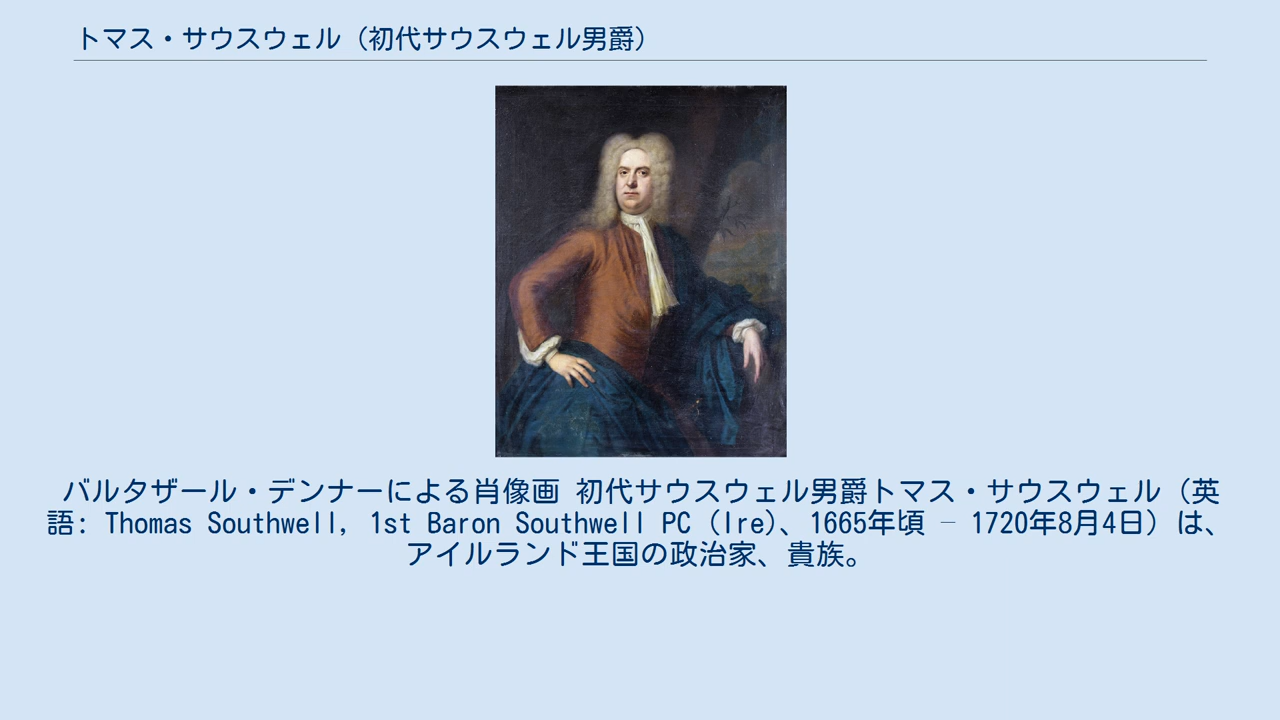 トマス・サウスウェル（初代サウスウェル男爵）
バルタザール・デンナーによる肖像画 初代サウスウェル男爵トマス・サウスウェル（英
語: Thomas Southwell, 1st Baron Southwell PC (Ire)、1665年頃 – 1720年8月4日）は、
アイルランド王国の政治家、貴族。